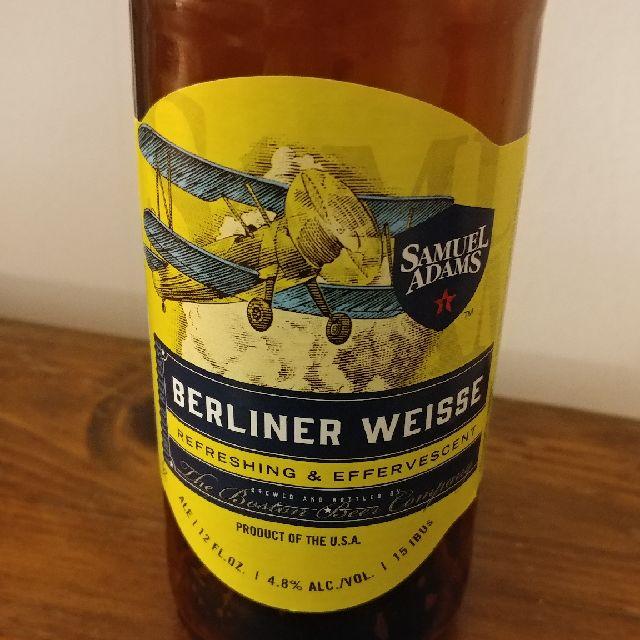 SAMUEL
ADAMS
TM
BERLINER WEISSE
REFRESHING & EFFERVESCENT
BREWED AND BOTTLED BY
The Boston Beer Company
PRODUCT OF THE U.S.A.
ALE | 12 FL.OZ. | 4.8% ALC./VOL. | 15 IBUs